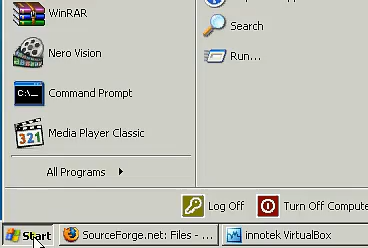 WinRAR
Nero Vision
Command Prompt
Media Player Classic
All Programs
Search
Run...
Log Off
Turn Off Compute
Start
SourceForge.net: Files - ...
innotek VirtualBox